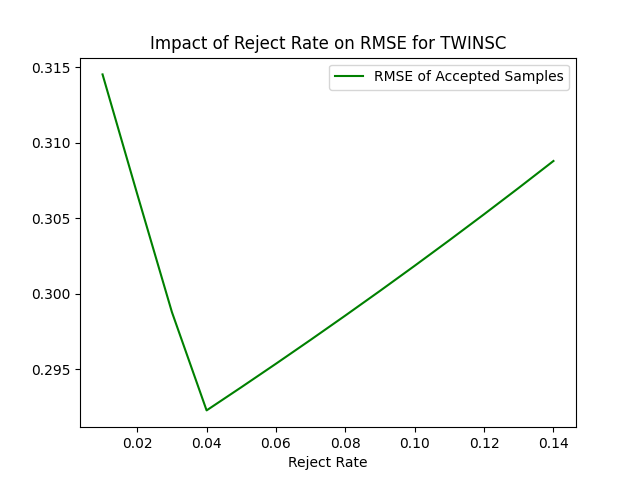 Impact of Reject Rate on RMSE for TWINSC
RMSE of Accepted Samples
0.315
0.310
0.305
0.300
0.295
0.02 0.04 0.06 0.08 0.10 0.12 0.14
Reject Rate